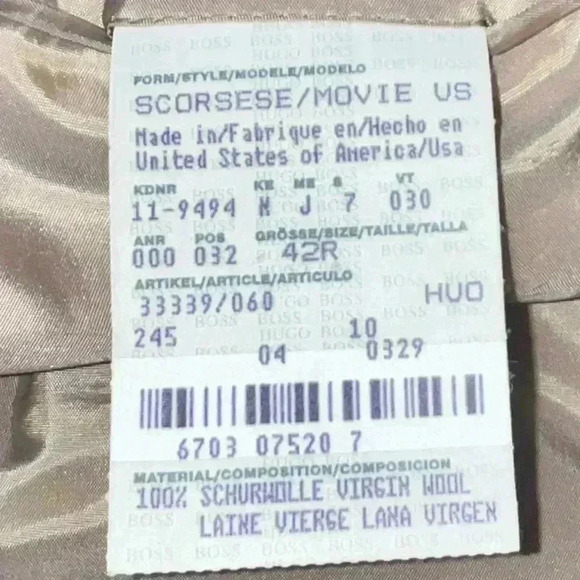 FORM/STYLE/MODELE/MODELO
SCORSESE/MOVIE US
Made in/Fabrique en/Hecho en
United States of America/Usa
KDNR KE ME S VT
11-9494 M J 7 030
ANR POS GRÖSSE/SIZE/TAILLE/TALLA
000 032 42R
ARTIKEL/ARTICLE/ARTICULO
33339/060 HUO
245 10
04 0329
6703 07520 7
MATERIAL/COMPOSITION/COMPOSICION
100% SCHURWOLLE VIRGIN WOOL
LAINE VIERGE LANA VIRGEN